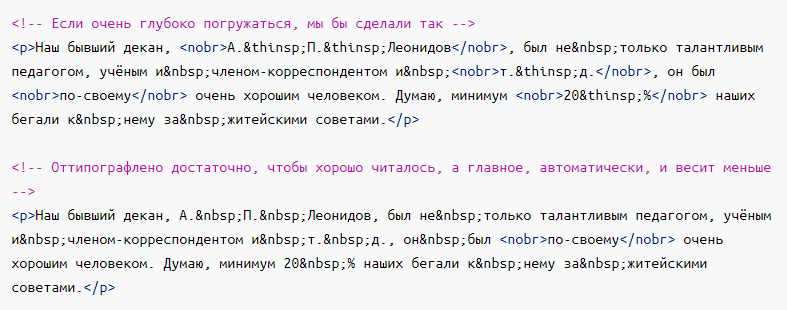 <!-- Если очень глубоко погружаться, мы бы сделали так -->
<p>Наш бывший декан, <nobr>А.&thinsp;П.&thinsp;Леонидов</nobr>, был не&nbsp;только талантливым
педагогом, учёным и&nbsp;членом-корреспондентом и&nbsp;<nobr>т.&thinsp;д.</nobr>, он был
<nobr>по-своему</nobr> очень хорошим человеком. Думаю, минимум <nobr>20&thinsp;%</nobr> наших
бегали к&nbsp;нему за&nbsp;житейскими советами.</p>
<!-- Оттипографлено достаточно, чтобы хорошо читалось, а главное, автоматически, и весит меньше
-->
<p>Наш бывший декан, А.&nbsp;П.&nbsp;Леонидов, был не&nbsp;только талантливым педагогом, учёным
и&nbsp;членом-корреспондентом и&nbsp;т.&nbsp;д., он&nbsp;был <nobr>по-своему</nobr> очень
хорошим человеком. Думаю, минимум 20&nbsp;% наших бегали к&nbsp;нему за&nbsp;житейскими
советами.</p>